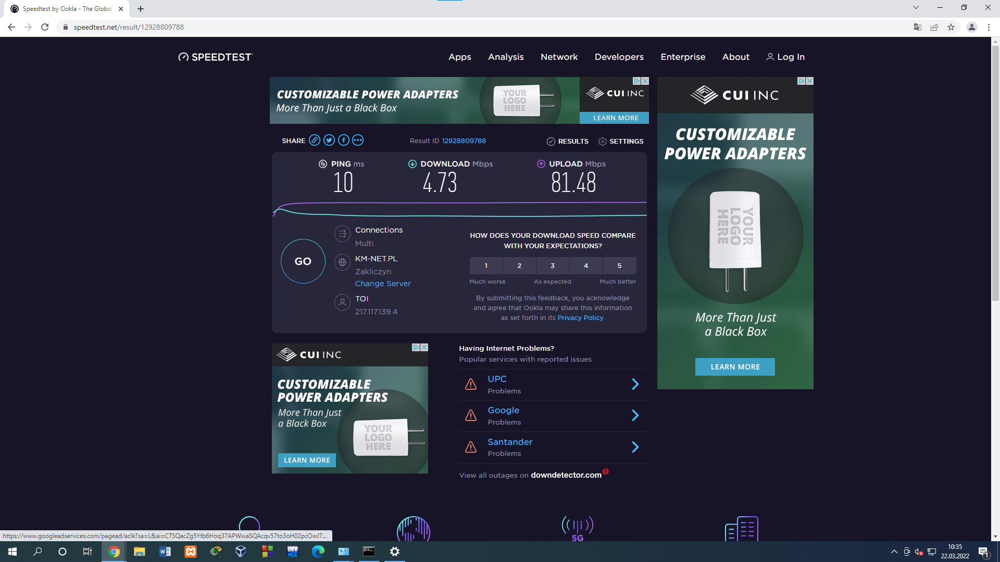 Speedtest by Ookla - The Global
speedtest.net/result/12928809788
SPEEDTEST
Apps
Analysis
Network
Developers
Enterprise
About
Log In
CUSTOMIZABLE POWER ADAPTERS
More Than Just a Black Box
YOUR
LOGO
HERE
CUI INC
LEARN MORE
CUI INC
CUSTOMIZABLE
POWER ADAPTERS
YOUR
LOGO
HERE
More Than Just
a Black Box
LEARN MORE
SHARE
Result ID 12928809788
RESULTS
SETTINGS
PING ms
10
DOWNLOAD Mbps
4.73
UPLOAD Mbps
81.48
GO
Connections
Multi
KM-NET.PL
Zakliczyn
Change Server
TOI
217.117.139.4
HOW DOES YOUR DOWNLOAD SPEED COMPARE
WITH YOUR EXPECTATIONS?
1 2 3 4 5
Much worse As expected Much better
By submitting this feedback, you acknowledge
and agree that Ookla may share this information
as set forth in its Privacy Policy.
CUI INC
CUSTOMIZABLE
POWER ADAPTERS
More Than Just
a Black Box
YOUR
LOGO
HERE
LEARN MORE
Having Internet Problems?
Popular services with reported issues
UPC
Problems
Google
Problems
Santander
Problems
View all outages on downdetector.com
5G
https://www.googleadservices.com/pagead/aclk?sa=L&ai=CTSQacZg5Ytb6Hoq37APWwaSQAcqv57to3oH02pcOwJ7...
DEV
C++
10:35
22.03.2022
1